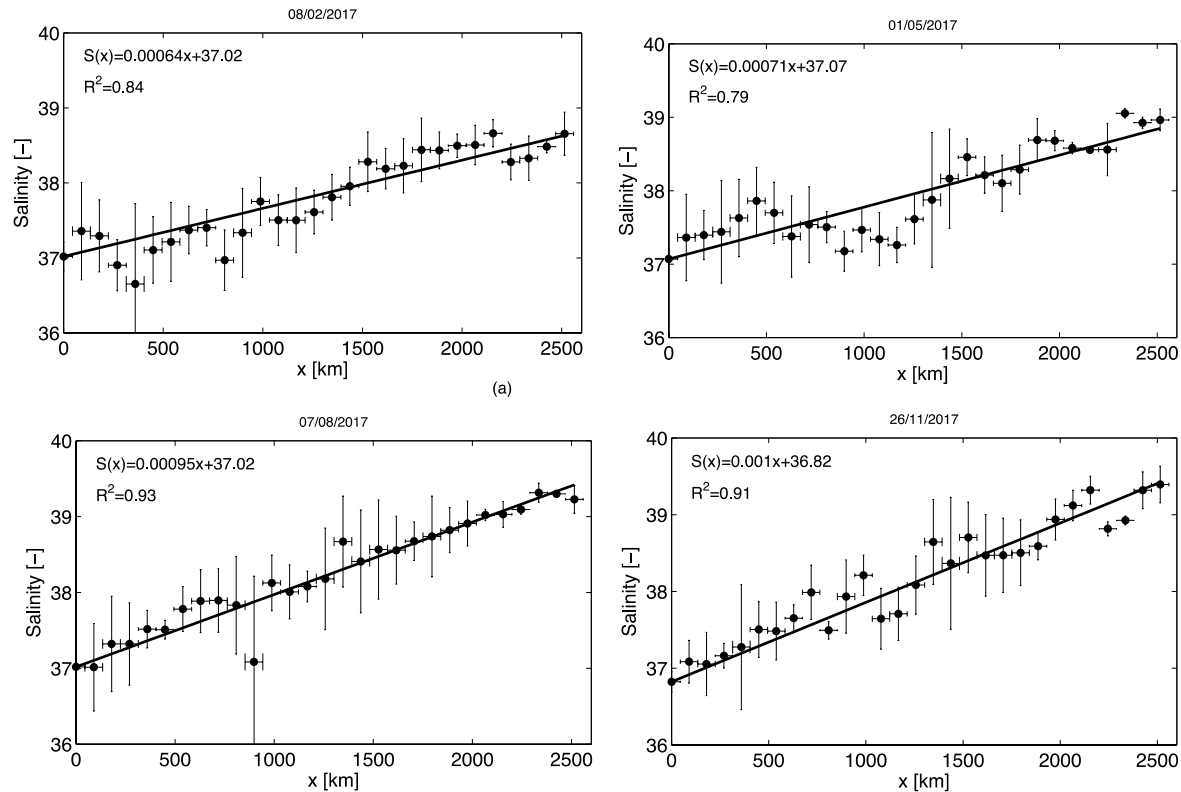 08/02/2017
S(x)=0.00064x+37.02
R²=0.84
Salinity [–]
40
39
38
37
36
0 500 1000 1500 2000 2500
x [km]
01/05/2017
S(x)=0.00071x+37.07
R²=0.79
Salinity [–]
40
39
38
37
36
0 500 1000 1500 2000 2500
x [km]
(a)
07/08/2017
S(x)=0.00095x+37.02
R²=0.93
Salinity [–]
40
39
38
37
36
0 500 1000 1500 2000 2500
x [km]
26/11/2017
S(x)=0.001x+36.82
R²=0.91
Salinity [–]
40
39
38
37
36
0 500 1000 1500 2000 2500
x [km]